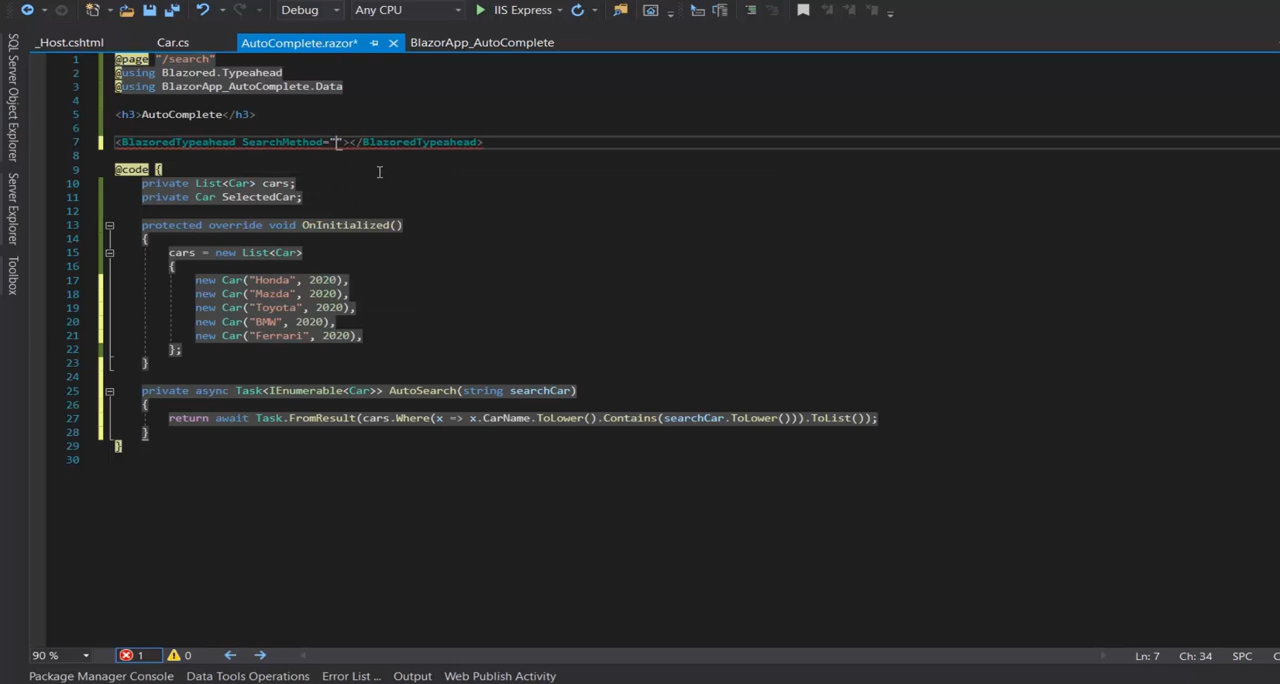 Debug Any CPU IIS Express
_Host.cshtml Car.cs AutoComplete.razor* BlazorApp_AutoComplete
SQL Server Object Explorer
Server Explorer
Toolbox
1 @page "/search"
2 @using Blazored.Typeahead
3 @using BlazorApp_AutoComplete.Data
4
5 <h3>AutoComplete</h3>
6
7 <BlazoredTypeahead SearchMethod=""></BlazoredTypeahead>
8
9 @code {
10 private List<Car> cars;
11 private Car SelectedCar;
12
13 protected override void OnInitialized()
14 {
15 cars = new List<Car>
16 {
17 new Car("Honda", 2020),
18 new Car("Mazda", 2020),
19 new Car("Toyota", 2020),
20 new Car("BMW", 2020),
21 new Car("Ferrari", 2020),
22 };
23 }
24
25 private async Task<IEnumerable<Car>> AutoSearch(string searchCar)
26 {
27 return await Task.FromResult(cars.Where(x => x.CarName.ToLower().Contains(searchCar.ToLower())).ToList());
28 }
29 }
30
90 % 1 0 Ln: 7 Ch: 34 SPC
Package Manager Console Data Tools Operations Error List ... Output Web Publish Activity